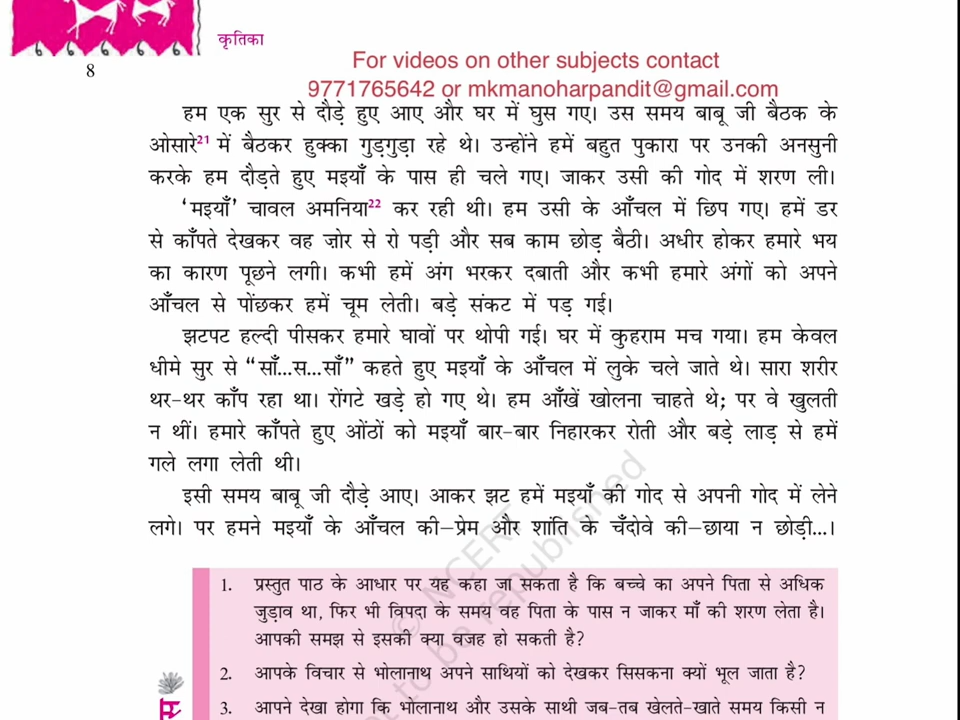 कृतिका
8
For videos on other subjects contact
9771765642 or mkmanoharpandit@gmail.com
हम एक सुर से दौड़े हुए आए और घर में घुस गए। उस समय बाबू जी बैठक के
ओसारे21 में बैठकर हुक्का गुड़गुड़ा रहे थे। उन्होंने हमें बहुत पुकारा पर उनकी अनसुनी
करके हम दौड़ते हुए मइयाँ के पास ही चले गए। जाकर उसी की गोद में शरण ली।
‘मइयाँ’ चावल अमनिया22 कर रही थी। हम उसी के आँचल में छिप गए। हमें डर
से काँपते देखकर वह ज़ोर से रो पड़ी और सब काम छोड़ बैठी। अधीर होकर हमारे भय
का कारण पूछने लगी। कभी हमें अंग भरकर दबाती और कभी हमारे अंगों को अपने
आँचल से पोंछकर हमें चूम लेती। बड़े संकट में पड़ गई।
झटपट हल्दी पीसकर हमारे घावों पर थोपी गई। घर में कुहराम मच गया। हम केवल
धीमे सुर से “साँ...स...साँ” कहते हुए मइयाँ के आँचल में लुके चले जाते थे। सारा शरीर
थर-थर काँप रहा था। रोंगटे खड़े हो गए थे। हम आँखें खोलना चाहते थे; पर वे खुलती
न थीं। हमारे काँपते हुए ओंठों को मइयाँ बार-बार निहारकर रोती और बड़े लाड़ से हमें
गले लगा लेती थी।
इसी समय बाबू जी दौड़े आए। आकर झट हमें मइयाँ की गोद से अपनी गोद में लेने
लगे। पर हमने मइयाँ के आँचल की–प्रेम और शांति के चँदोवे की–छाया न छोड़ी...।
© NCERT
not to be republished
1. प्रस्तुत पाठ के आधार पर यह कहा जा सकता है कि बच्चे का अपने पिता से अधिक
जुड़ाव था, फिर भी विपदा के समय वह पिता के पास न जाकर माँ की शरण लेता है।
आपकी समझ से इसकी क्या वजह हो सकती है?
2. आपके विचार से भोलानाथ अपने साथियों को देखकर सिसकना क्यों भूल जाता है?
3. आपने देखा होगा कि भोलानाथ और उसके साथी जब-तब खेलते-खाते समय किसी न